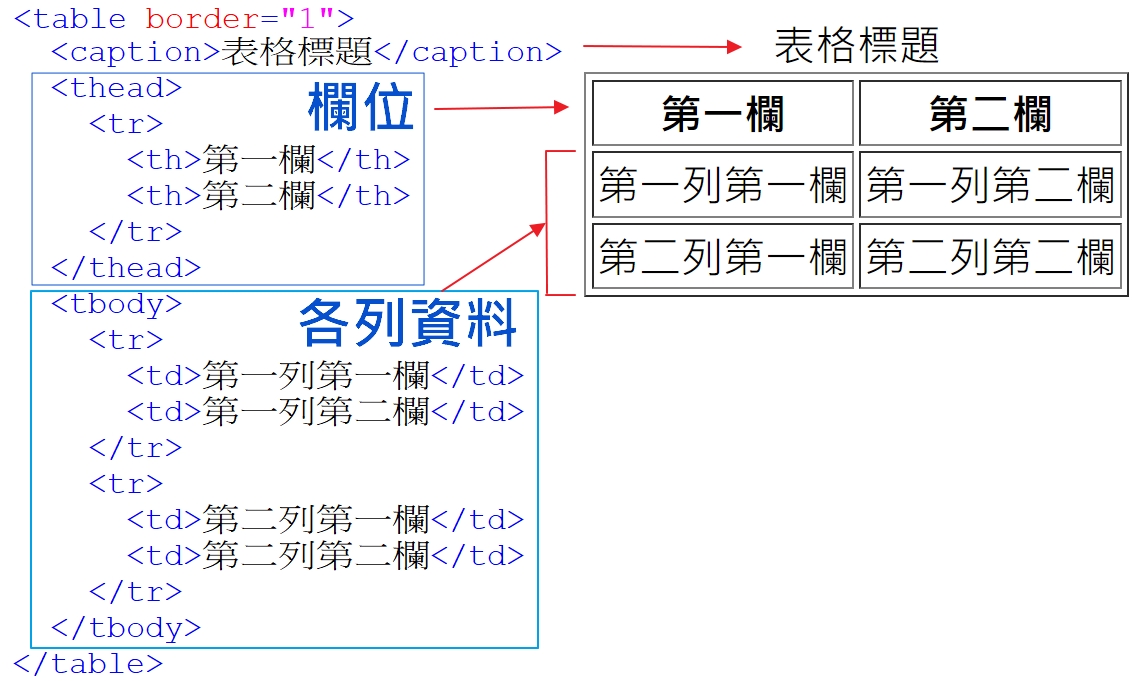 <table border="1">
<caption>表格標題</caption>
<thead>
欄位
<tr>
<th>第一欄</th>
<th>第二欄</th>
</tr>
</thead>
<tbody>
各列資料
<tr>
<td>第一列第一欄</td>
<td>第一列第二欄</td>
</tr>
<tr>
<td>第二列第一欄</td>
<td>第二列第二欄</td>
</tr>
</tbody>
</table>
表格標題
第一欄 第二欄
第一列第一欄 第一列第二欄
第二列第一欄 第二列第二欄